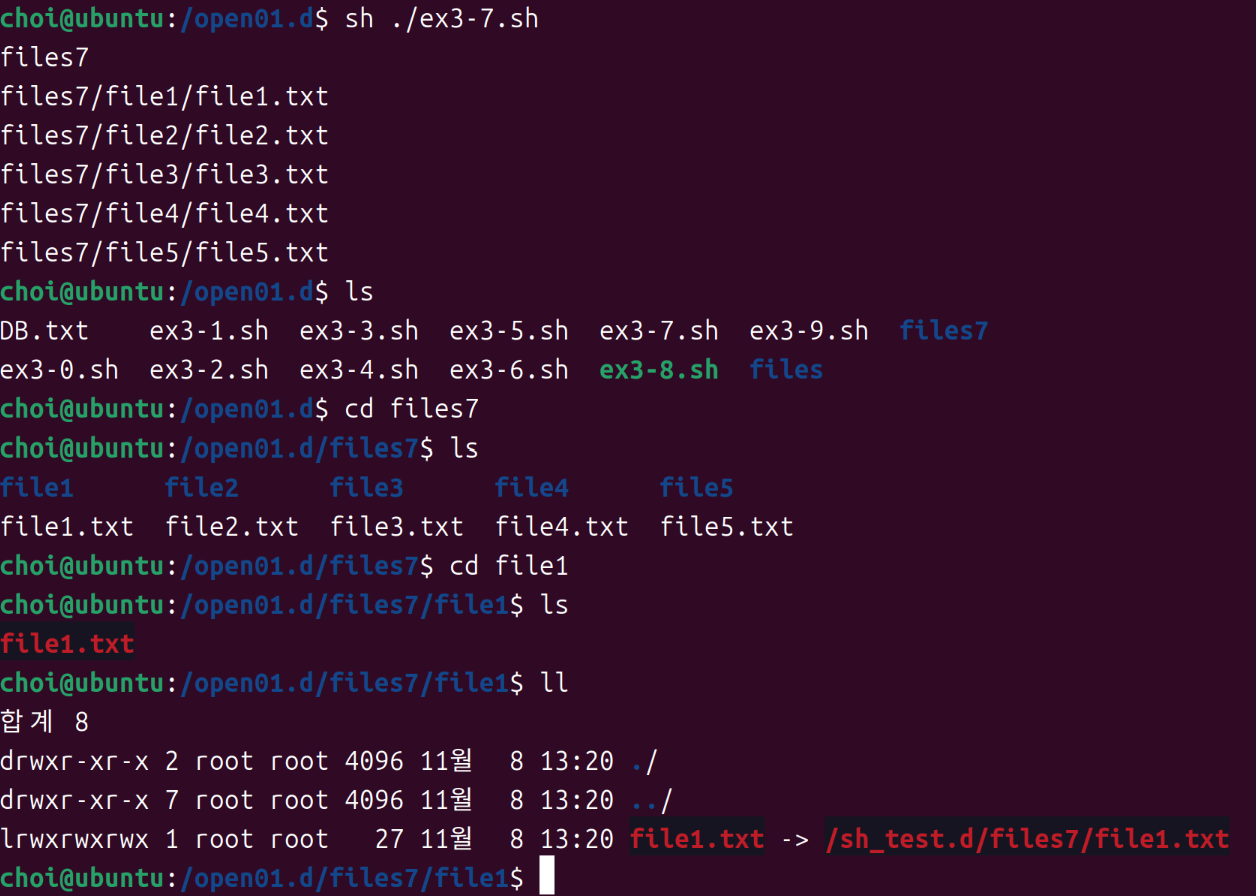 choi@ubuntu:/open01.d$ sh ./ex3-7.sh
files7
files7/file1/file1.txt
files7/file2/file2.txt
files7/file3/file3.txt
files7/file4/file4.txt
files7/file5/file5.txt
choi@ubuntu:/open01.d$ ls
DB.txt    ex3-1.sh  ex3-3.sh  ex3-5.sh  ex3-7.sh  ex3-9.sh  files7
ex3-0.sh  ex3-2.sh  ex3-4.sh  ex3-6.sh  ex3-8.sh  files
choi@ubuntu:/open01.d$ cd files7
choi@ubuntu:/open01.d/files7$ ls
file1      file2      file3      file4      file5
file1.txt  file2.txt  file3.txt  file4.txt  file5.txt
choi@ubuntu:/open01.d/files7$ cd file1
choi@ubuntu:/open01.d/files7/file1$ ls
file1.txt
choi@ubuntu:/open01.d/files7/file1$ ll
합계 8
drwxr-xr-x 2 root root 4096 11월  8 13:20 ./
drwxr-xr-x 7 root root 4096 11월  8 13:20 ../
lrwxrwxrwx 1 root root   27 11월  8 13:20 file1.txt -> /sh_test.d/files7/file1.txt
choi@ubuntu:/open01.d/files7/file1$